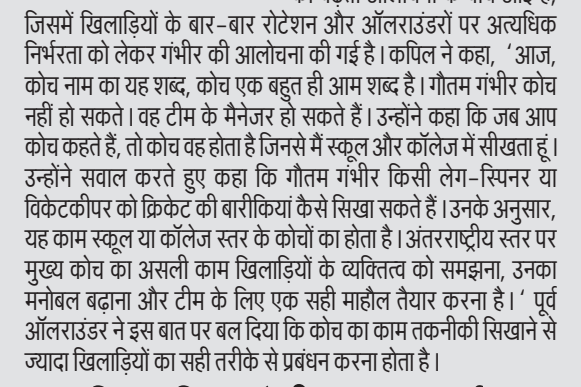 जिसमें खिलाड़ियों के बार-बार रोटेशन और ऑलराउंडरों पर अत्यधिक
निर्भरता को लेकर गंभीर की आलोचना की गई है। कपिल ने कहा, ‘आज,
कोच नाम का यह शब्द, कोच एक बहुत ही आम शब्द है। गौतम गंभीर कोच
नहीं हो सकते। वह टीम के मैनेजर हो सकते हैं। उन्होंने कहा कि जब आप
कोच कहते हैं, तो कोच वह होता है जिनसे मैं स्कूल और कॉलेज में सीखता हूं।
उन्होंने सवाल करते हुए कहा कि गौतम गंभीर किसी लेग-स्पिनर या
विकेटकीपर को क्रिकेट की बारीकियां कैसे सिखा सकते हैं।उनके अनुसार,
यह काम स्कूल या कॉलेज स्तर के कोचों का होता है।अंतरराष्ट्रीय स्तर पर
मुख्य कोच का असली काम खिलाड़ियों के व्यक्तित्व को समझना, उनका
मनोबल बढ़ाना और टीम के लिए एक सही माहौल तैयार करना है।‘ पूर्व
ऑलराउंडर ने इस बात पर बल दिया कि कोच का काम तकनीकी सिखाने से
ज्यादा खिलाड़ियों का सही तरीके से प्रबंधन करना होता है।